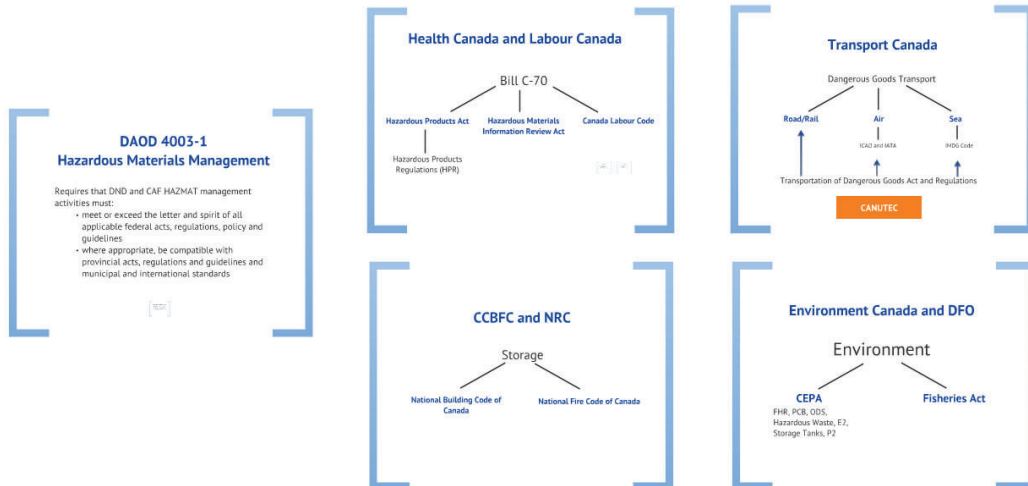 DAOD 4003-1
Hazardous Materials Management
Requires that DND and CAF HAZMAT management
activities must:
• meet or exceed the letter and spirit of all
applicable federal acts, regulations, policy and
guidelines
• where appropriate, be compatible with
provincial acts, regulations and guidelines and
municipal and international standards
Health Canada and Labour Canada
Bill C-70
Hazardous Products Act
Hazardous Materials
Information Review Act
Canada Labour Code
Hazardous Products
Regulations (HPR)
Transport Canada
Dangerous Goods Transport
Road/Rail
Air
Sea
ICAO and IATA
IMDG Code
Transportation of Dangerous Goods Act and Regulations
CANUTEC
CCBFC and NRC
Storage
National Building Code of
Canada
National Fire Code of Canada
Environment Canada and DFO
Environment
CEPA
FHR, PCB, ODS,
Hazardous Waste, E2,
Storage Tanks, P2
Fisheries Act